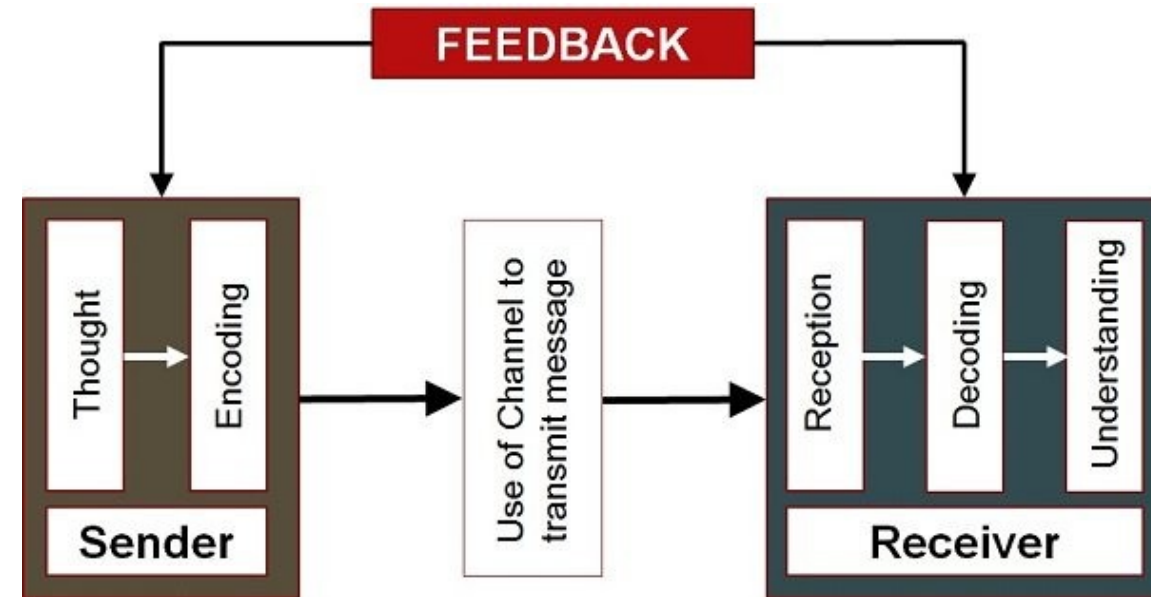 FEEDBACK
Thought
Encoding
Sender
Use of Channel to
transmit message
Reception
Decoding
Understanding
Receiver